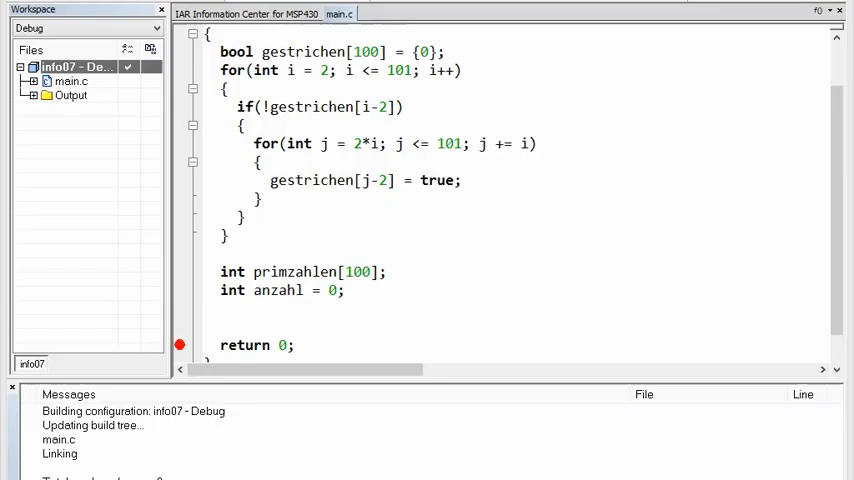 Workspace
Debug
Files
info07 - De...
main.c
Output
info07
IAR Information Center for MSP430 main.c
f0
{
bool gestrichen[100] = {0};
for(int i = 2; i <= 101; i++)
{
if(!gestrichen[i-2])
{
for(int j = 2*i; j <= 101; j += i)
{
gestrichen[j-2] = true;
}
}
}
int primzahlen[100];
int anzahl = 0;
return 0;
Messages File Line
Building configuration: info07 - Debug
Updating build tree...
main.c
Linking